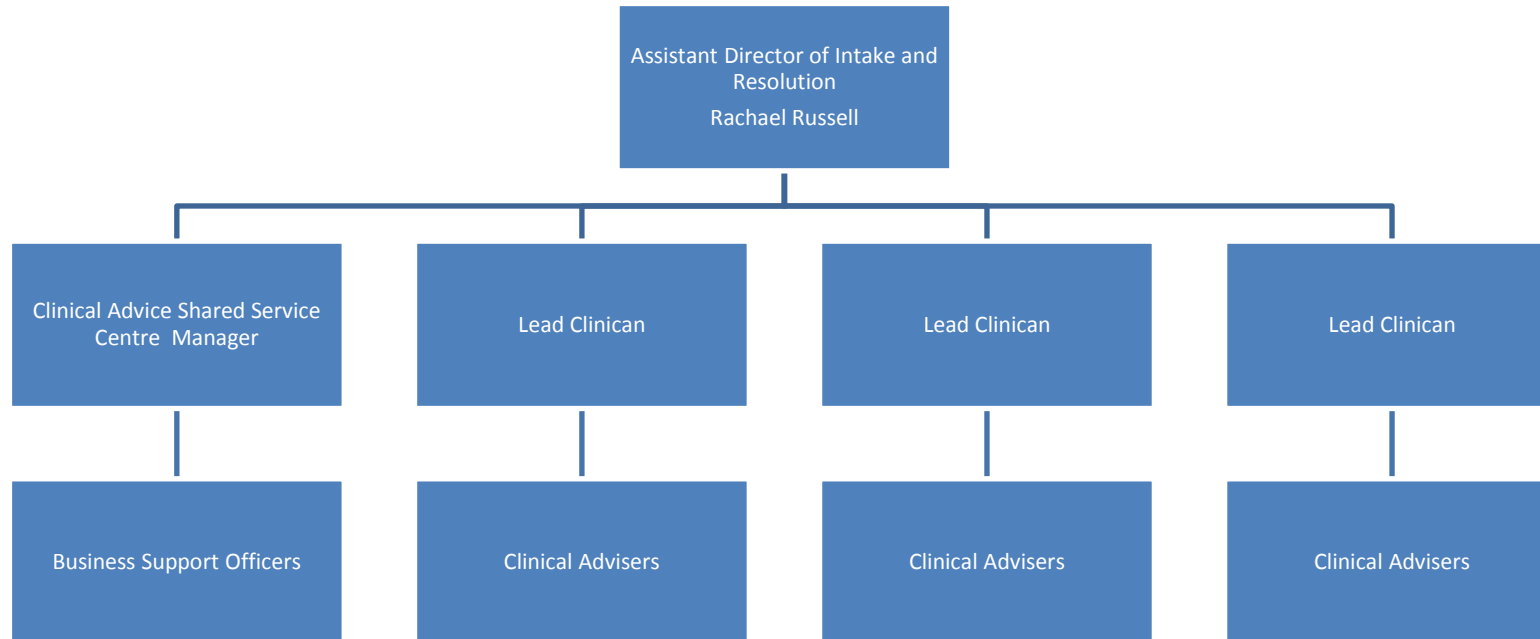 Assistant Director of Intake and
Resolution
Rachael Russell
Clinical Advice Shared Service
Centre  Manager
Lead Clinican
Lead Clinican
Lead Clinican
Business Support Officers
Clinical Advisers
Clinical Advisers
Clinical Advisers